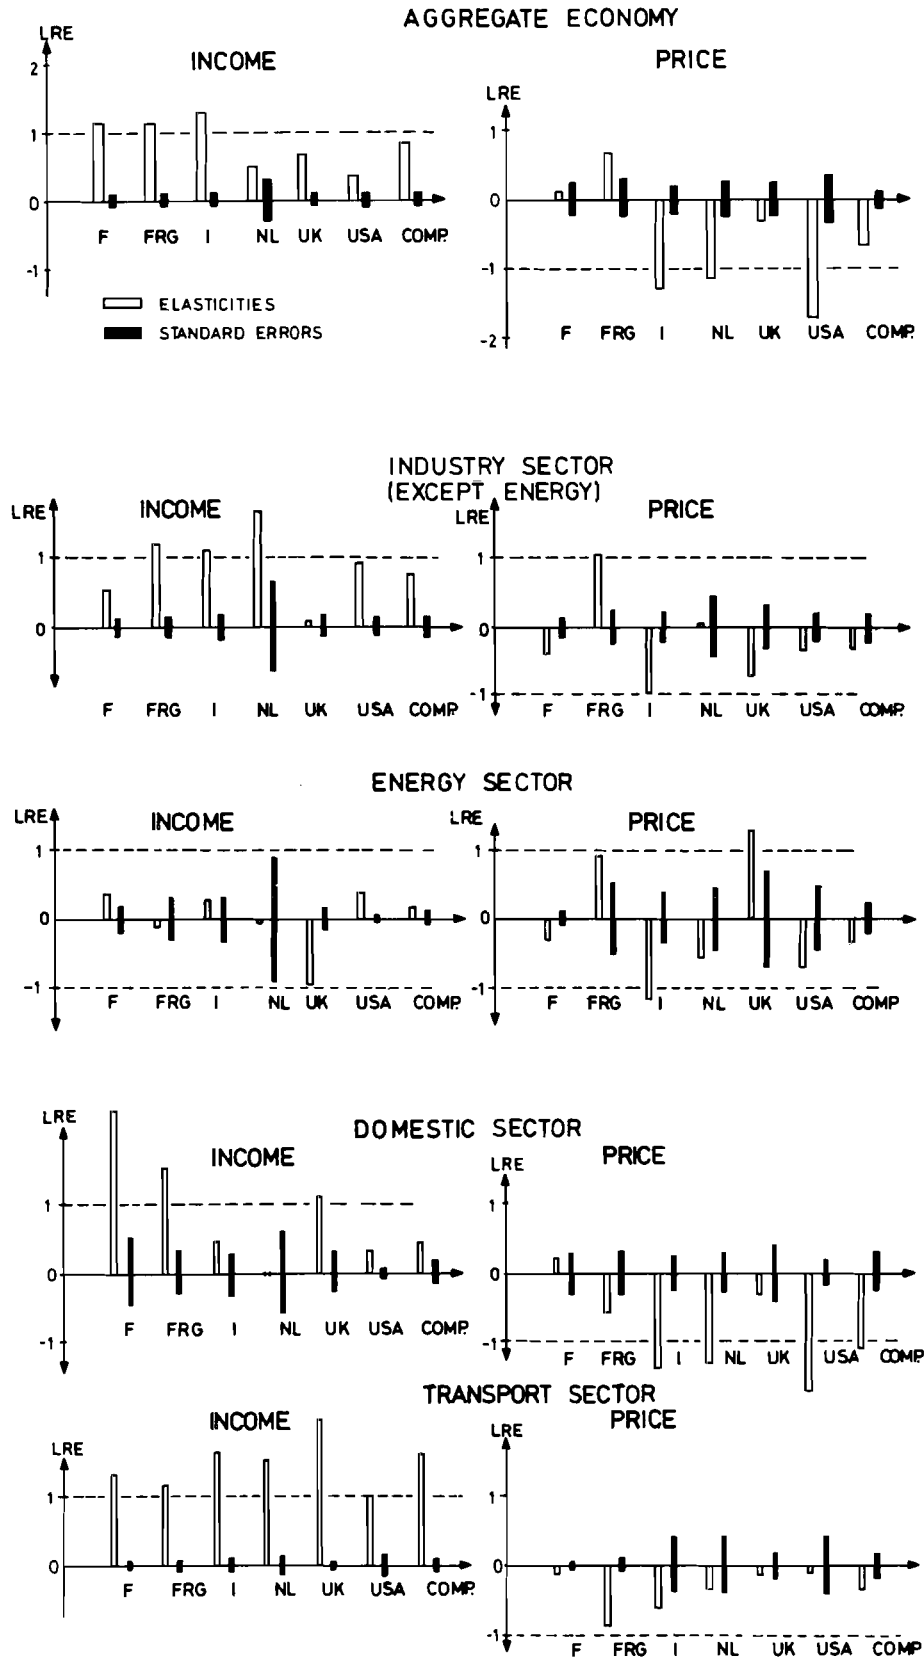 AGGREGATE ECONOMY
LRE
INCOME
2
1
0
-1
F FRG I NL UK USA COMP.
ELASTICITIES
STANDARD ERRORS
PRICE
LRE
1
0
-1
-2
F FRG I NL UK USA COMP.
INDUSTRY SECTOR
(EXCEPT ENERGY)
LRE
INCOME
1
0
F FRG I NL UK USA COMP.
LRE
PRICE
1
0
-1
F FRG I NL UK USA COMP.
ENERGY SECTOR
LRE
INCOME
1
0
-1
F FRG I NL UK USA COMP.
LRE
PRICE
1
0
-1
F FRG I NL UK USA COMP.
DOMESTIC SECTOR
LRE
INCOME
1
0
-1
F FRG I NL UK USA COMP.
PRICE
LRE
1
0
-1
F FRG I NL UK USA COMP.
TRANSPORT SECTOR
INCOME
LRE
1
0
F FRG I NL UK USA COMP.
PRICE
LRE
1
0
-1
F FRG I NL UK USA COMP.